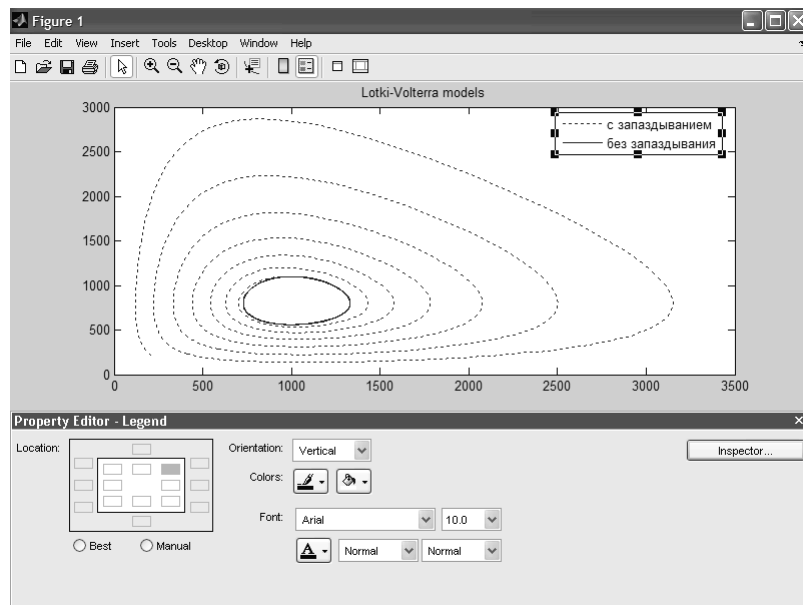 Figure 1
File Edit View Insert Tools Desktop Window Help
Lotki-Volterra models
3000
2500
2000
1500
1000
500
0
0 500 1000 1500 2000 2500 3000 3500
с запаздыванием
без запаздывания
Property Editor - Legend
Location:
Best
Manual
Orientation: Vertical
Colors:
Font: Arial 10.0
A Normal Normal
Inspector...